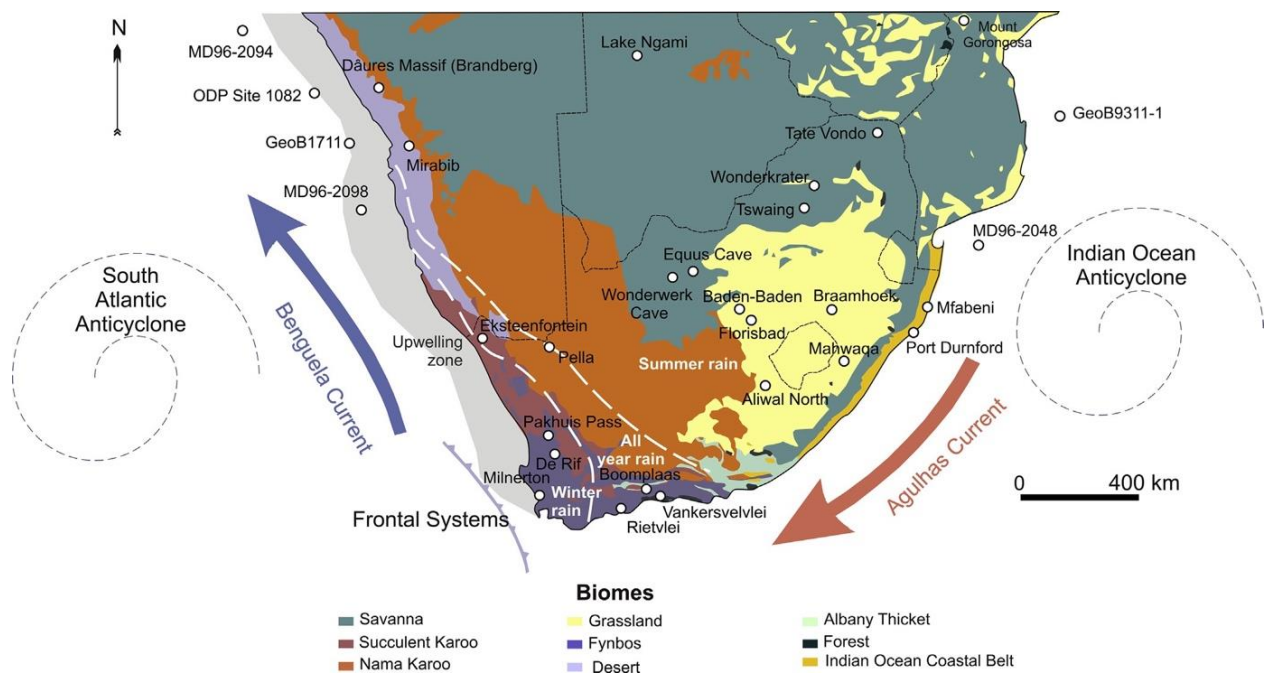 N
MD96-2094
Lake Ngami
Mount
Gorongosa
Dâures Massif (Brandberg)
ODP Site 1082
GeoB9311-1
GeoB1711
Mirabib
Tate Vondo
MD96-2098
Wonderkrater
Tswaing
MD96-2048
South
Atlantic
Anticyclone
Indian Ocean
Anticyclone
Equus Cave
Wonderwerk
Cave
Baden-Baden
Braamhoek
Florisbad
Mfabeni
Port Durnford
Benguela Current
Upwelling
zone
Eksteenfontein
Pella
Summer rain
Mahwaqa
Aliwal North
Agulhas Current
Pakhuis Pass
De Rif
All
year rain
Boomplaas
Milnerton
Winter
rain
Vankersvelvlei
Rietvlei
Frontal Systems
0 400 km
Biomes
Savanna
Succulent Karoo
Nama Karoo
Grassland
Fynbos
Desert
Albany Thicket
Forest
Indian Ocean Coastal Belt